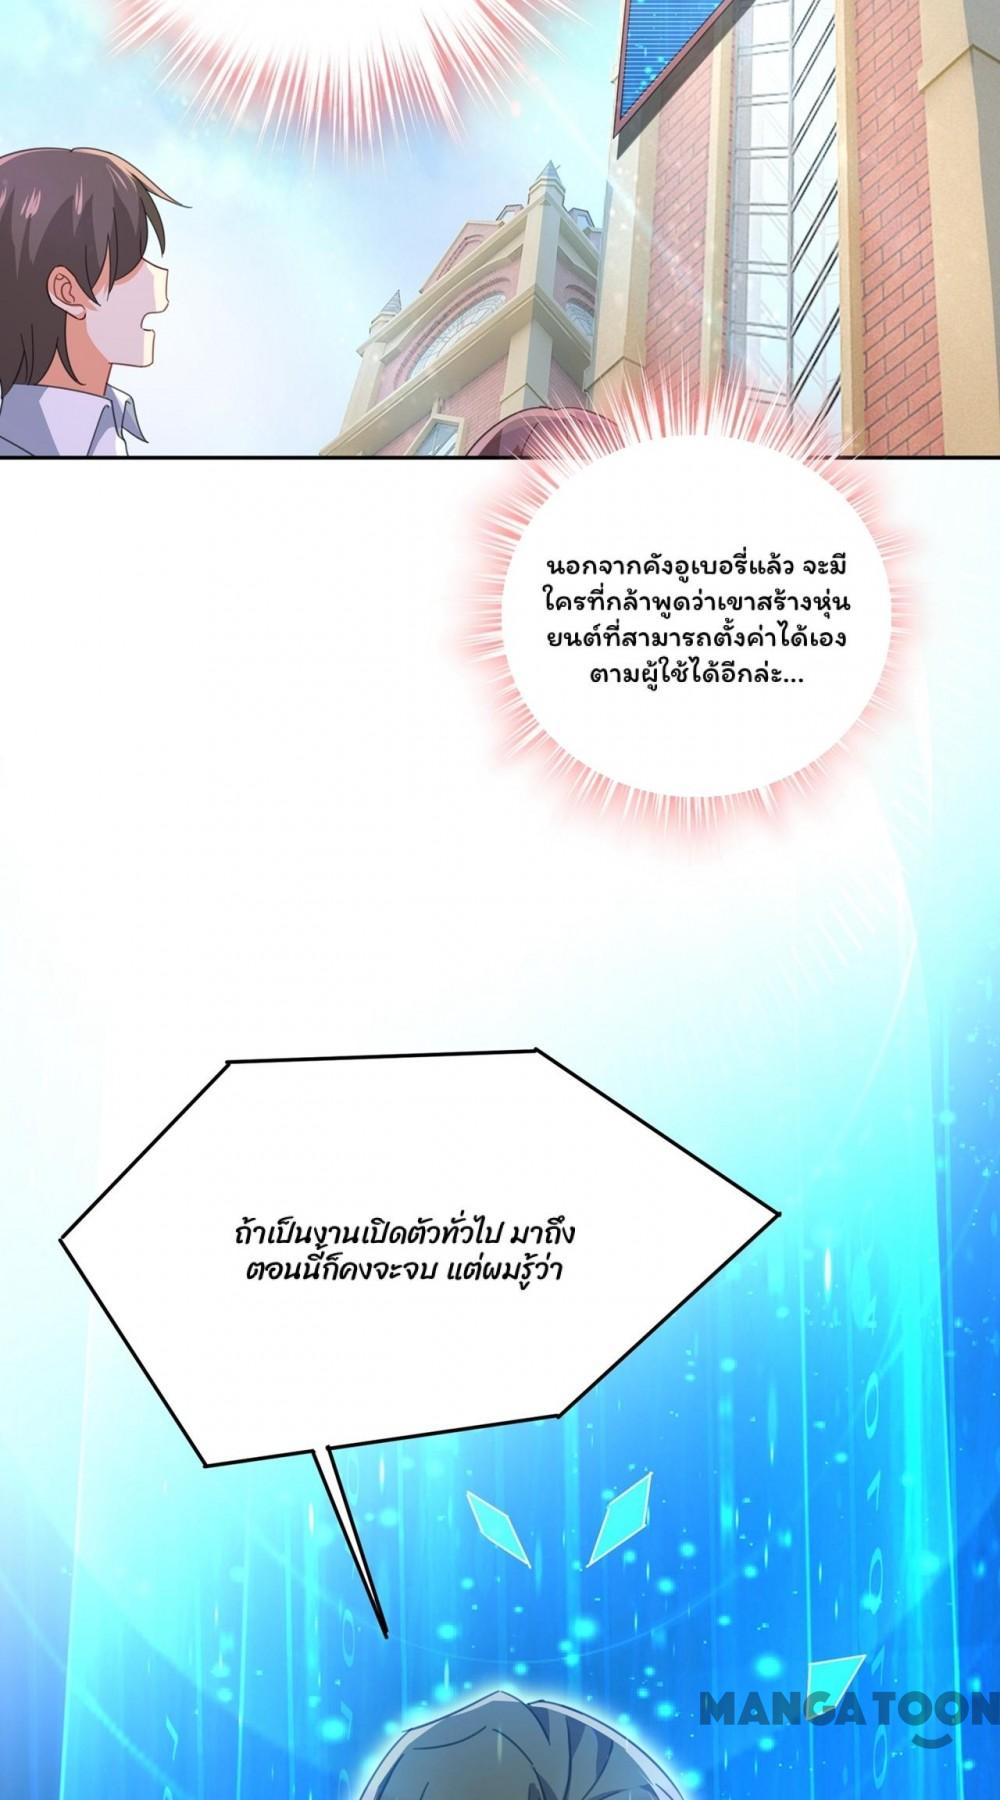 นอกจากคังอูเบอรี่แล้ว จะมี
ใครที่กล้าพูดว่าเขาสร้างหุ่น
ยนต์ที่สามารถตั้งค่าได้เอง
ตามผู้ใช้ได้อีกล่ะ...
ถ้าเป็นงานเปิดตัวทั่วไป มาถึง
ตอนนี้ก็คงจะจบ แต่ผมรู้ว่า
MANGATOON